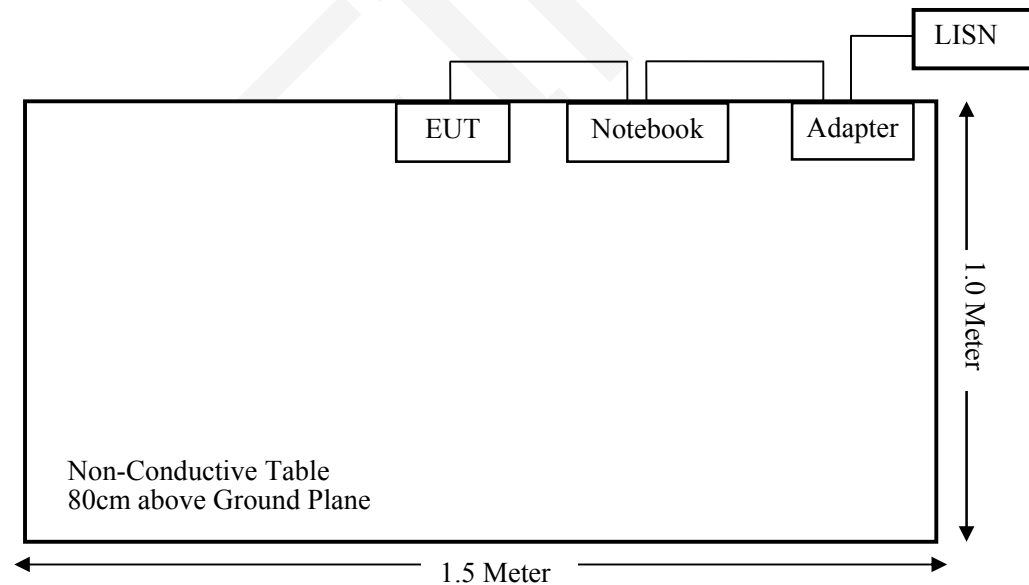 LISN
EUT
Notebook
Adapter
1.0 Meter
Non-Conductive Table
80cm above Ground Plane
1.5 Meter